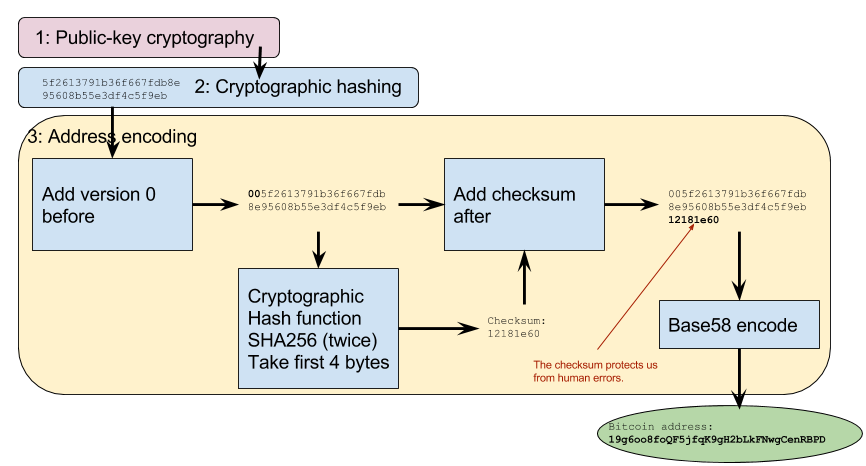 1: Public-key cryptography
5f2613791b36f667fdb8e
95608b55e3df4c5f9eb
2: Cryptographic hashing
3: Address encoding
Add version 0
before
005f2613791b36f667fdb
8e95608b55e3df4c5f9eb
Add checksum
after
005f2613791b36f667fdb
8e95608b55e3df4c5f9eb
12181e60
Cryptographic
Hash function
SHA256 (twice)
Take first 4 bytes
Checksum:
12181e60
Base58 encode
The checksum protects us
from human errors.
Bitcoin address:
19g6oo8foQF5jfqK9gH2bLkFNwgCenRBPD